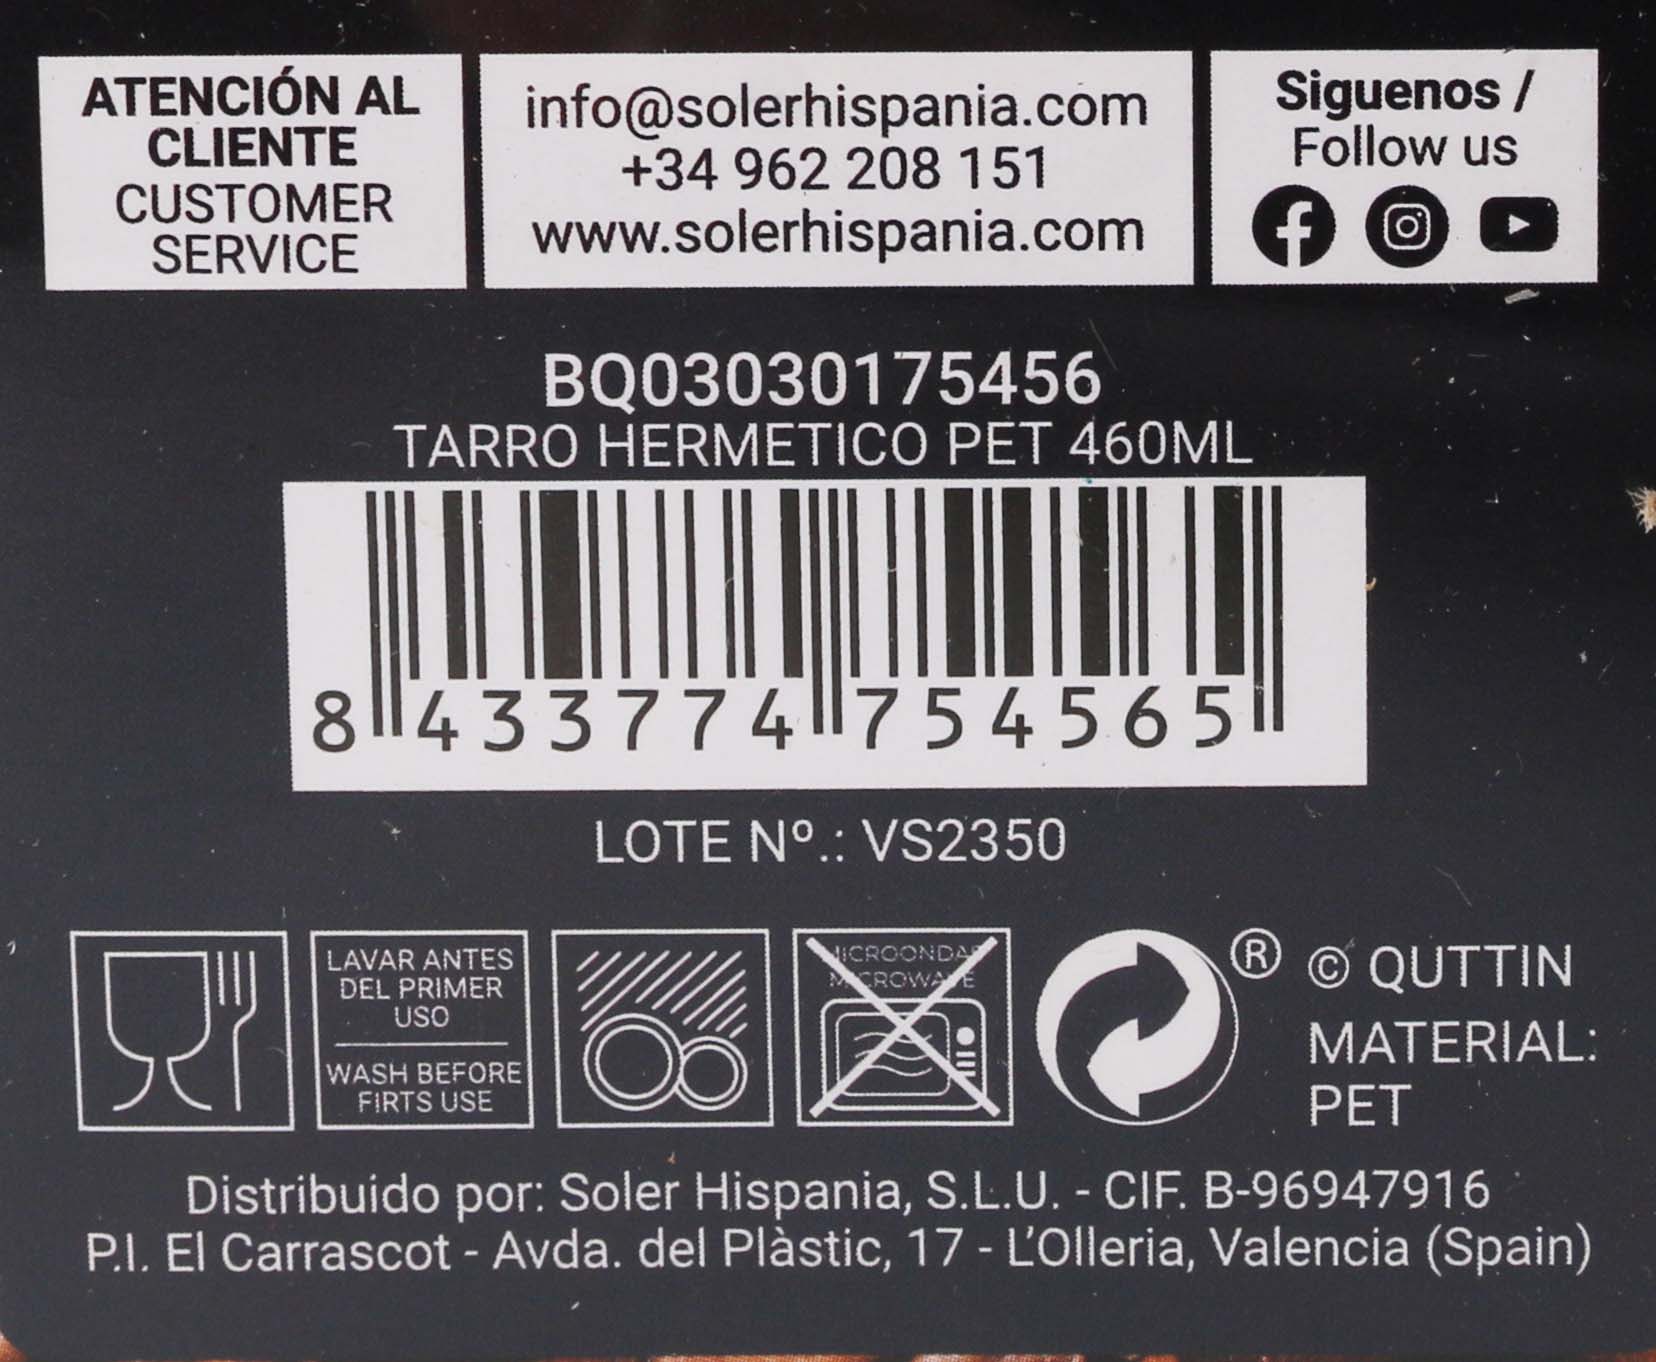 ATENCIÓN AL
CLIENTE
CUSTOMER
SERVICE
info@solerhispania.com
+34 962 208 151
www.solerhispania.com
Siguenos /
Follow us
BQ03030175456
TARRO HERMETICO PET 460ML
8 433774 754565
LOTE Nº.: VS2350
LAVAR ANTES
DEL PRIMER
USO
WASH BEFORE
FIRTS USE
MICROONDAS
MICROWAVE
® © QUTTIN
MATERIAL:
PET
Distribuido por: Soler Hispania, S.L.U. - CIF. B-96947916
P.I. El Carrascot - Avda. del Plàstic, 17 - L'Olleria, Valencia (Spain)